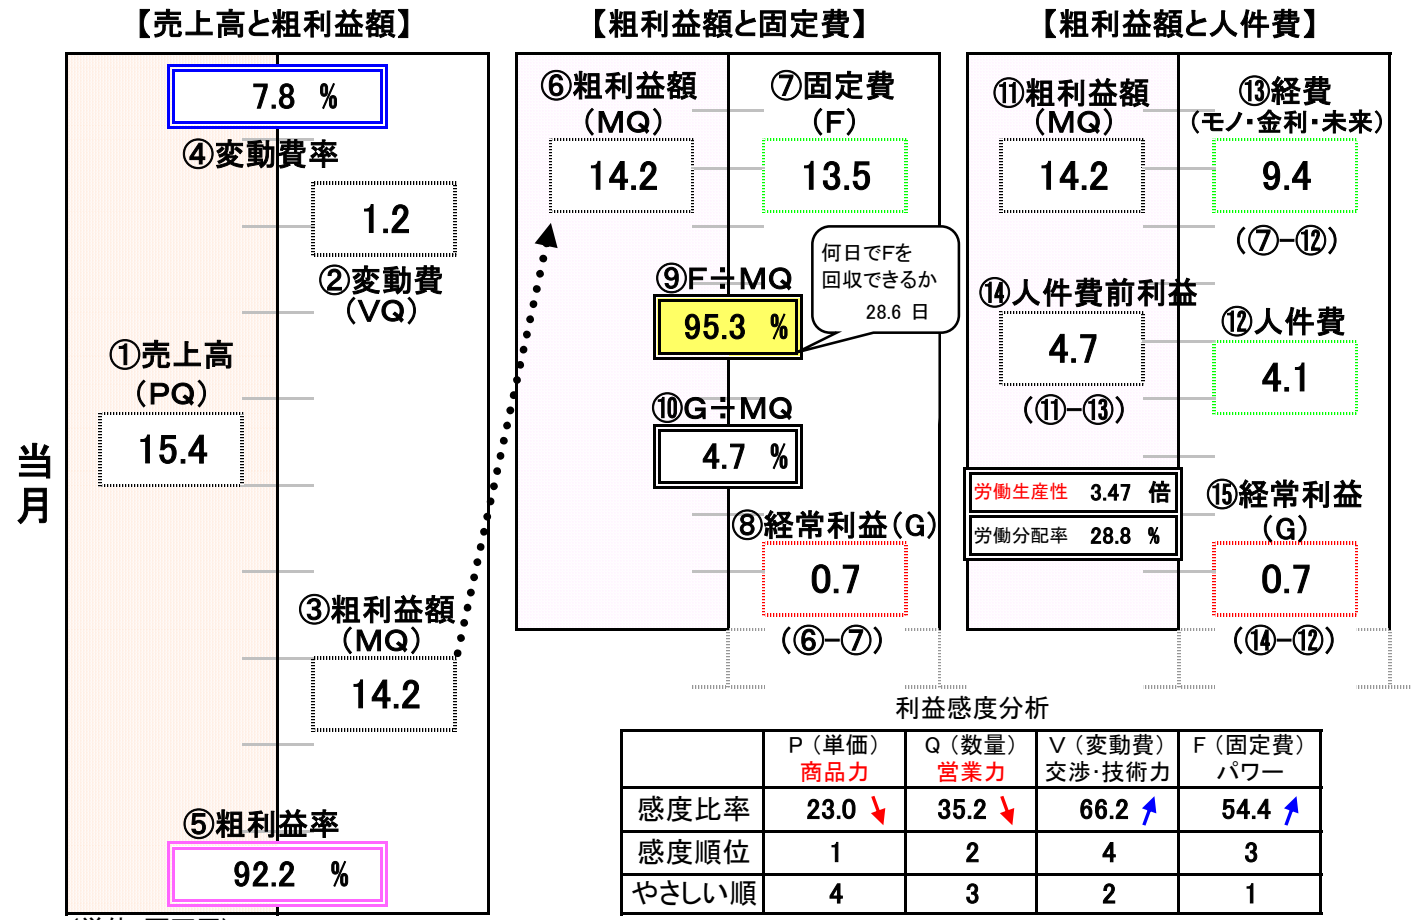 【売上高と粗利益額】
7.8 %
④変動費率
1.2
②変動費
(VQ)
①売上高
(PQ)
15.4
当月
③粗利益額
(MQ)
14.2
⑤粗利益率
92.2 %
【粗利益額と固定費】
⑥粗利益額
(MQ)
14.2
⑦固定費
(F)
13.5
何日でFを
回収できるか
28.6 日
⑨F÷MQ
95.3 %
⑩G÷MQ
4.7 %
⑧経常利益(G)
0.7
(⑥-⑦)
【粗利益額と人件費】
⑪粗利益額
(MQ)
14.2
⑬経費
(モノ・金利・未来)
9.4
(⑦-⑫)
⑭人件費前利益
4.7
(⑪-⑬)
⑫人件費
4.1
労働生産性 3.47 倍
労働分配率 28.8 %
⑮経常利益
(G)
0.7
(⑭-⑫)
利益感度分析
P(単価) Q(数量) V(変動費) F(固定費)
商品力 営業力 交渉・技術力 パワー
感度比率 23.0 35.2 66.2 54.4
感度順位 1 2 4 3
やさしい順 4 3 2 1